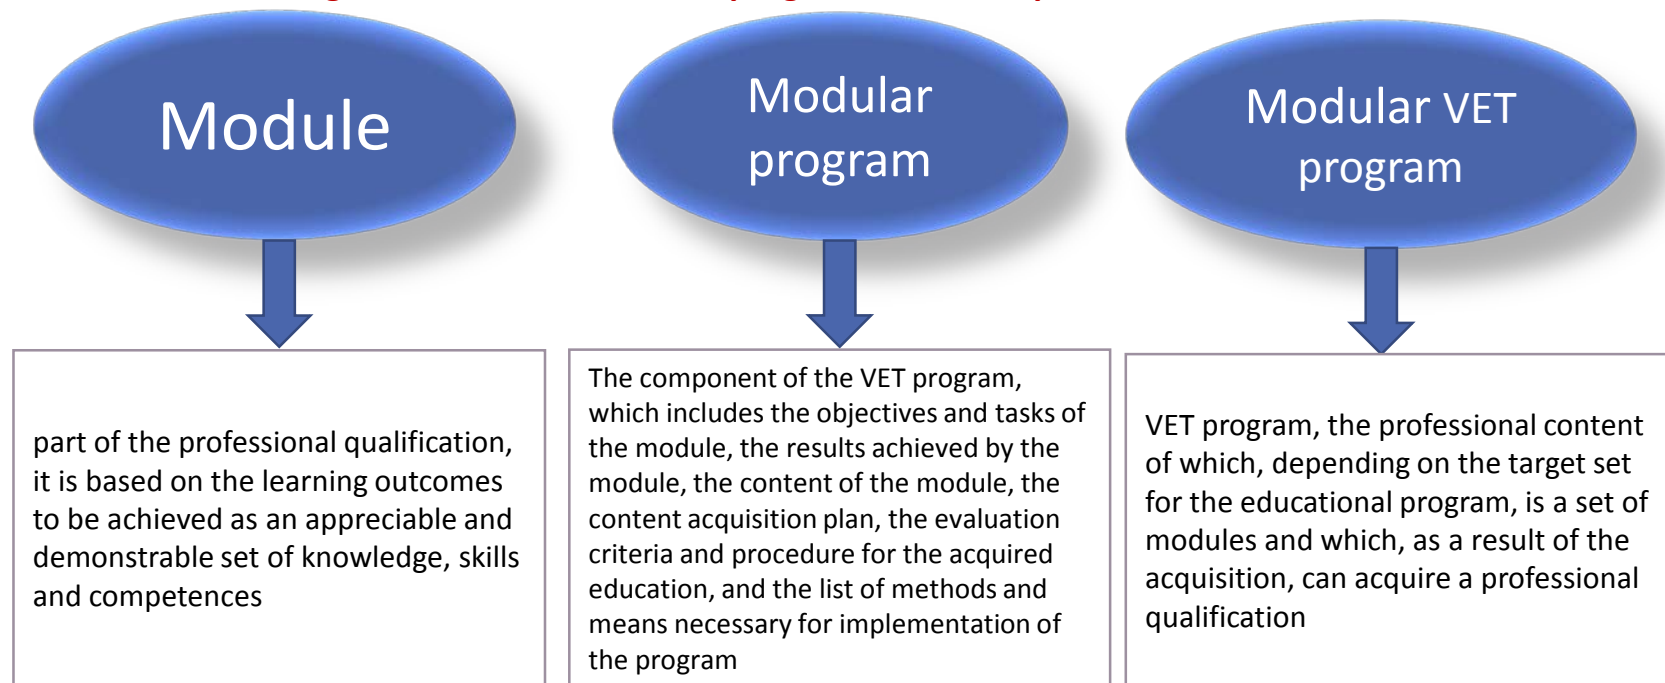 Module
Modular
program
Modular VET
program
part of the professional qualification,
it is based on the learning outcomes
to be achieved as an appreciable and
demonstrable set of knowledge, skills
and competences
The component of the VET program,
which includes the objectives and tasks of
the module, the results achieved by the
module, the content of the module, the
content acquisition plan, the evaluation
criteria and procedure for the acquired
education, and the list of methods and
means necessary for implementation of
the program
VET program, the professional content
of which, depending on the target set
for the educational program, is a set of
modules and which, as a result of the
acquisition, can acquire a professional
qualification